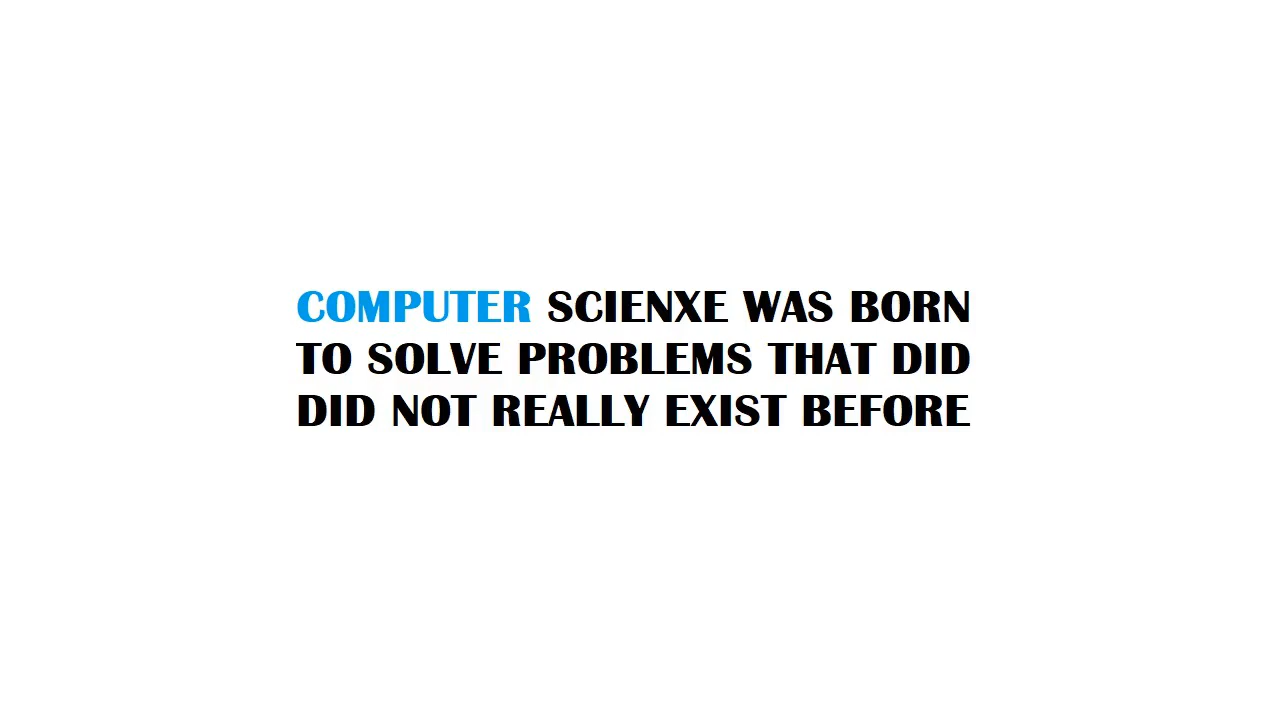 COMPUTER SCIENXE WAS BORN
TO SOLVE PROBLEMS THAT DID
DID NOT REALLY EXIST BEFORE